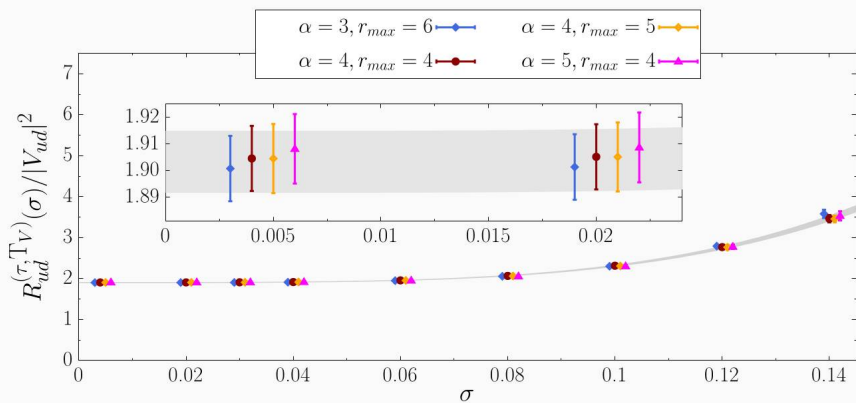 α = 3, r_max = 6 α = 4, r_max = 5
α = 4, r_max = 4 α = 5, r_max = 4
7
6
5
4
3
2
1
0
R_ud^(τ,T_V)(σ)/|V_ud|^2
1.92
1.91
1.90
1.89
0 0.005 0.01 0.015 0.02
0 0.02 0.04 0.06 0.08 0.1 0.12 0.14
σ